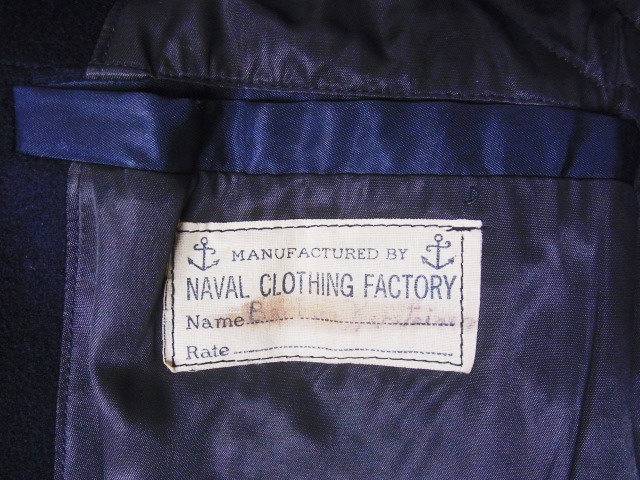 MANUFACTURED BY
NAVAL CLOTHING FACTORY
Name
Rate